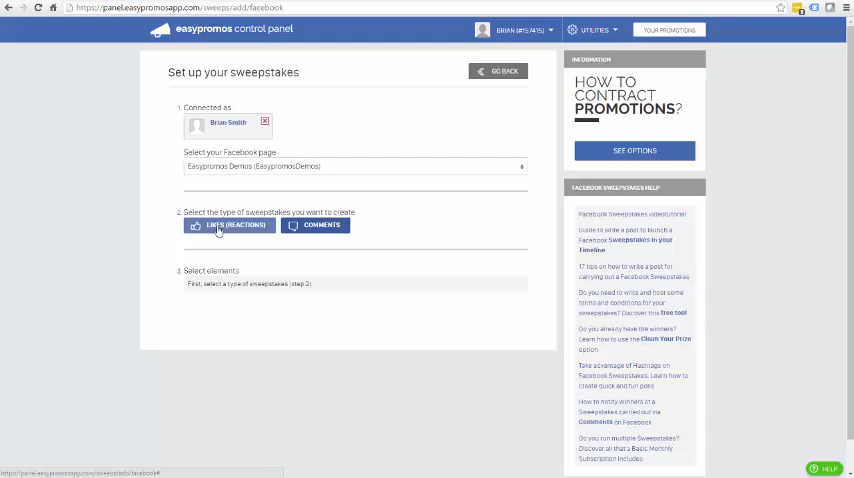 https://panel.easypromosapp.com/sweeps/add/facebook
easypromos control panel
BRIAN (#157415)
UTILITIES
YOUR PROMOTIONS
Set up your sweepstakes
GO BACK
1. Connected as
Brian Smith
Select your Facebook page
Easypromos Demos (EasypromosDemos)
2. Select the type of sweepstakes you want to create
LIKES (REACTIONS)
COMMENTS
3. Select elements
First, select a type of sweepstakes (step 2)
INFORMATION
HOW TO
CONTRACT
PROMOTIONS?
SEE OPTIONS
FACEBOOK SWEEPSTAKES HELP
Facebook Sweepstakes videotutorial
Guide to write a post to launch a
Facebook Sweepstakes in your
Timeline
17 tips on how to write a post for
carrying out a Facebook Sweepstakes
Do you need to write and host some
terms and conditions for your
sweepstakes? Discover this free tool
Do you already have the winners?
Learn how to use the Claim Your Prize
option
Take advantage of Hashtags on
Facebook Sweepstakes. Learn how to
create quick and fun polls
How to notify winners of a
Sweepstakes carried out via
Comments on Facebook
Do you run multiple Sweepstakes?
Discover all that a Basic Monthly
Subscription includes
HELP
https://panel.easypromosapp.com/sweeps/add/facebook#